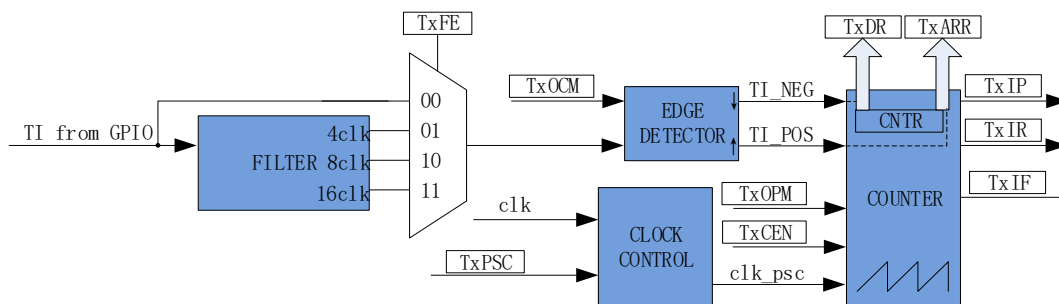 TxFE
TxDR
TxARR
TI from GPIO
00
01
10
11
4clk
FILTER 8clk
16clk
TxOCM
EDGE
DETECTOR
TI_NEG
TI_POS
CNTR
COUNTER
TxIP
TxIR
TxIF
clk
TxPSC
CLOCK
CONTROL
TxOPM
TxCEN
clk_psc